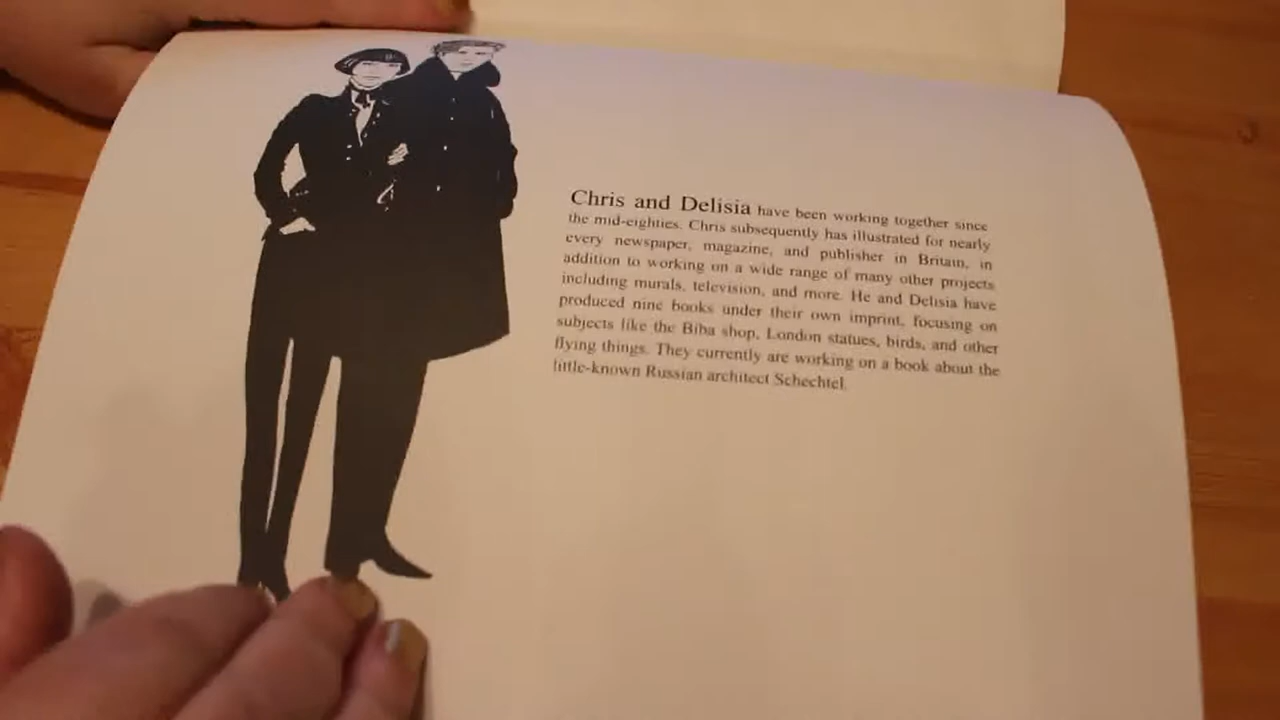 Chris and Delisia have been working together since
the mid-eighties. Chris subsequently has illustrated for nearly
every newspaper, magazine, and publisher in Britain, in
addition to working on a wide range of many other projects
including murals, television, and more. He and Delisia have
produced nine books under their own imprint, focusing on
subjects like the Biba shop, London statues, birds, and other
flying things. They currently are working on a book about the
little-known Russian architect Schechtel.